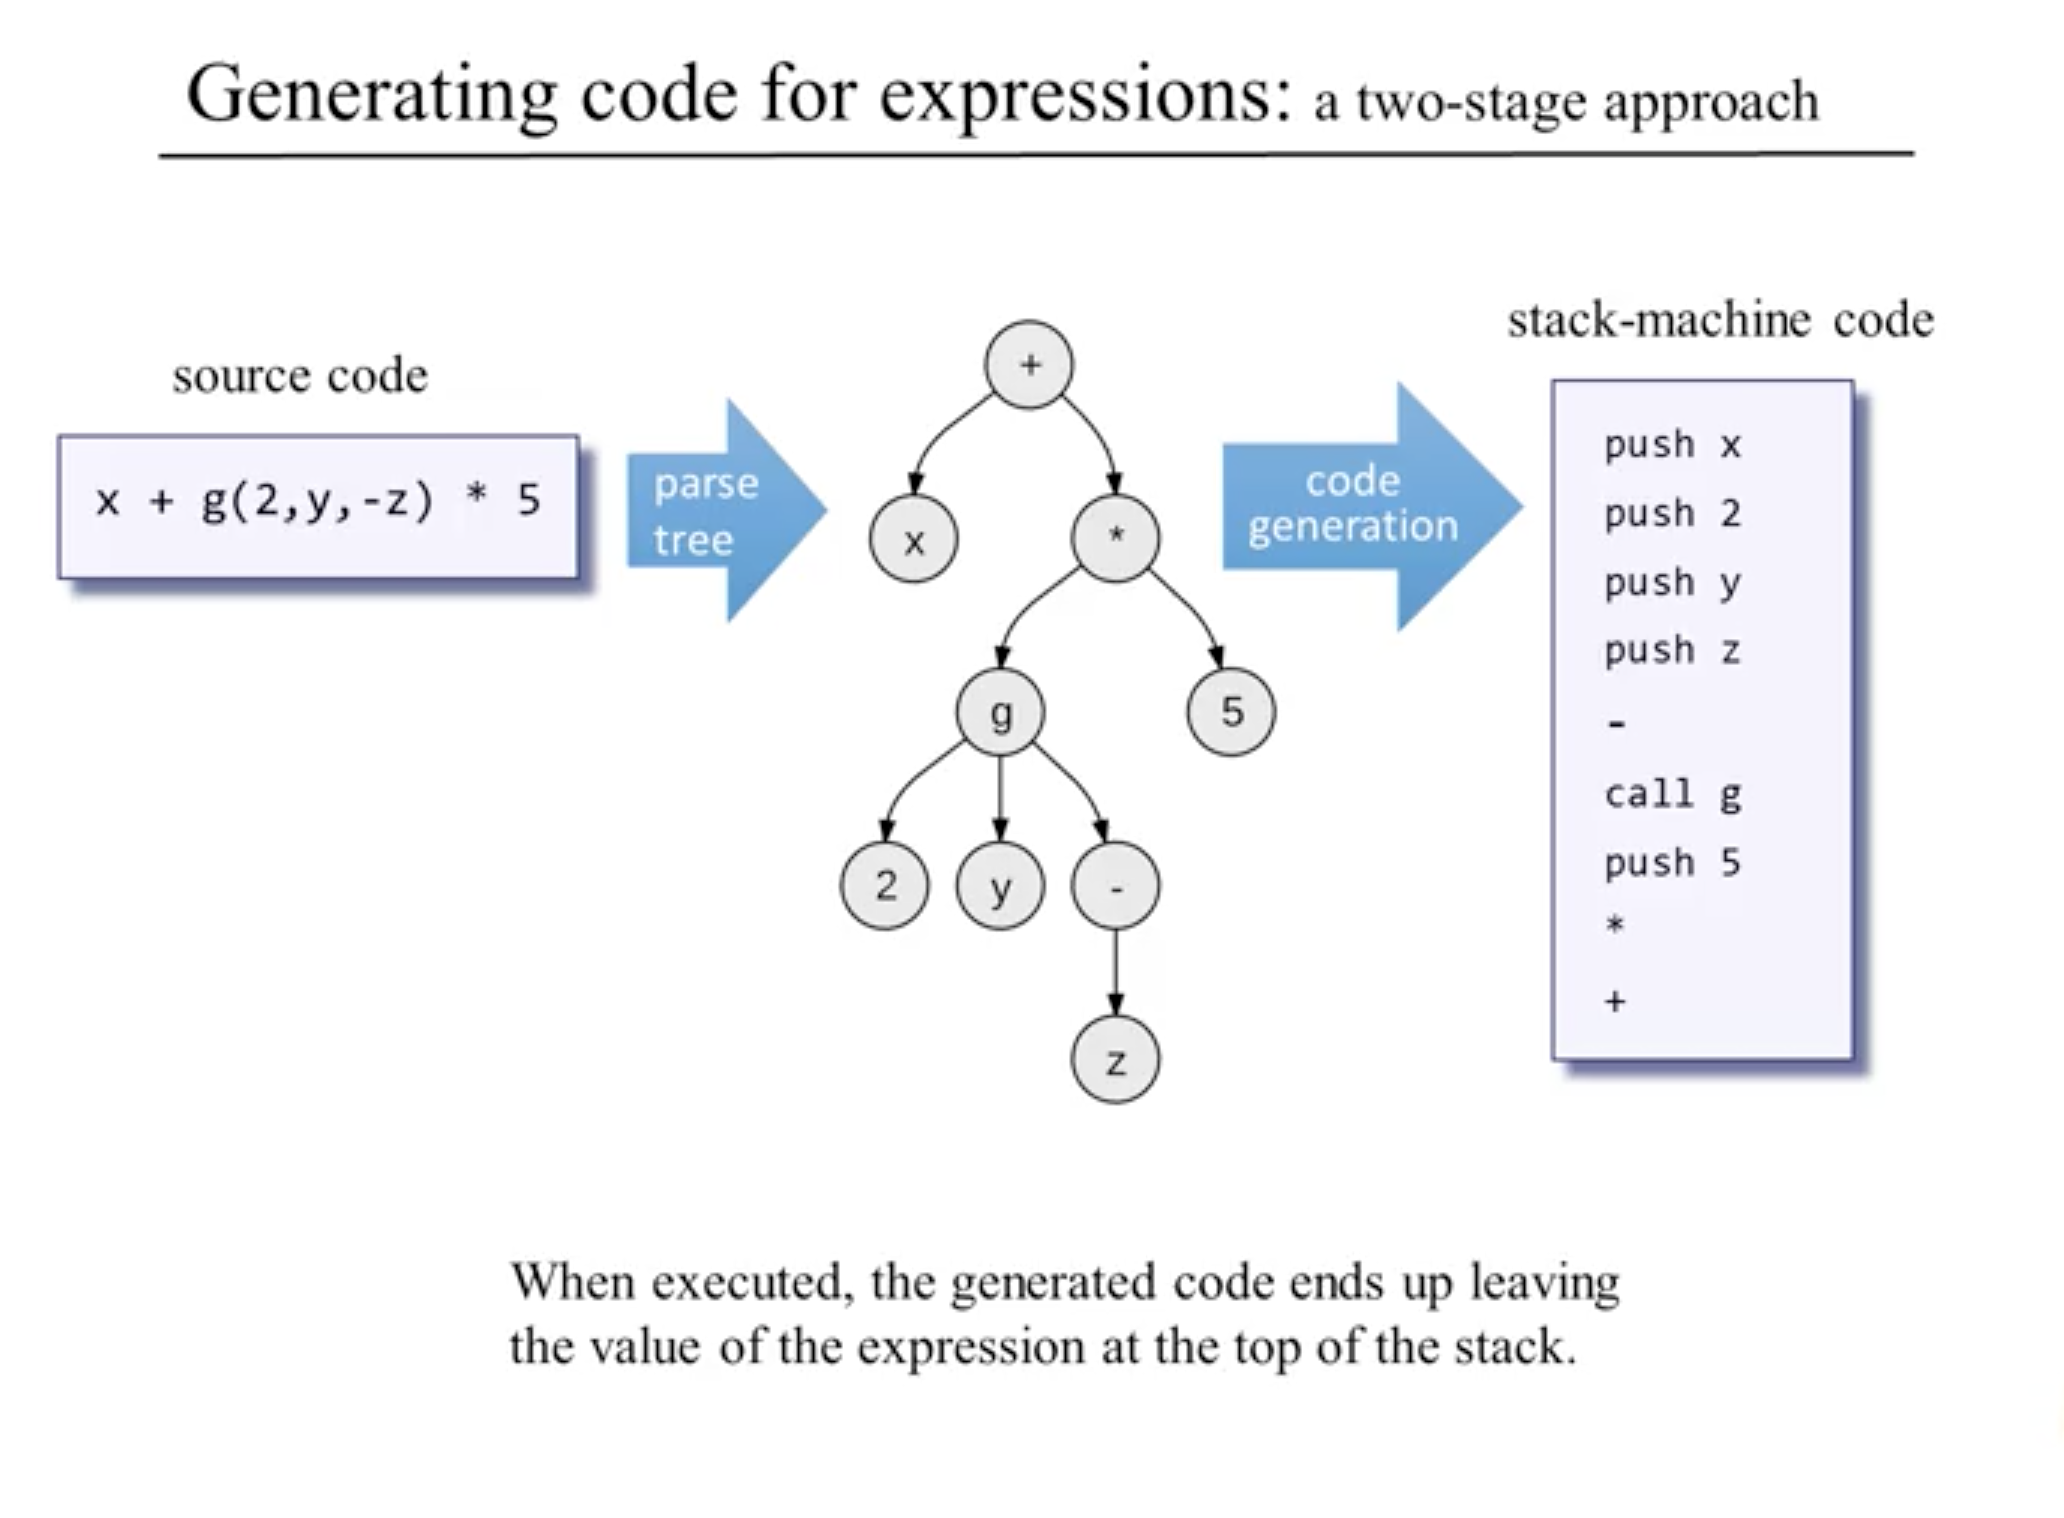 Generating code for expressions: a two-stage approach
source code
x + g(2,y,-z) * 5
parse
tree
+
x
*
g
5
2
y
-
z
code
generation
stack-machine code
push x
push 2
push y
push z
-
call g
push 5
*
+
When executed, the generated code ends up leaving
the value of the expression at the top of the stack.